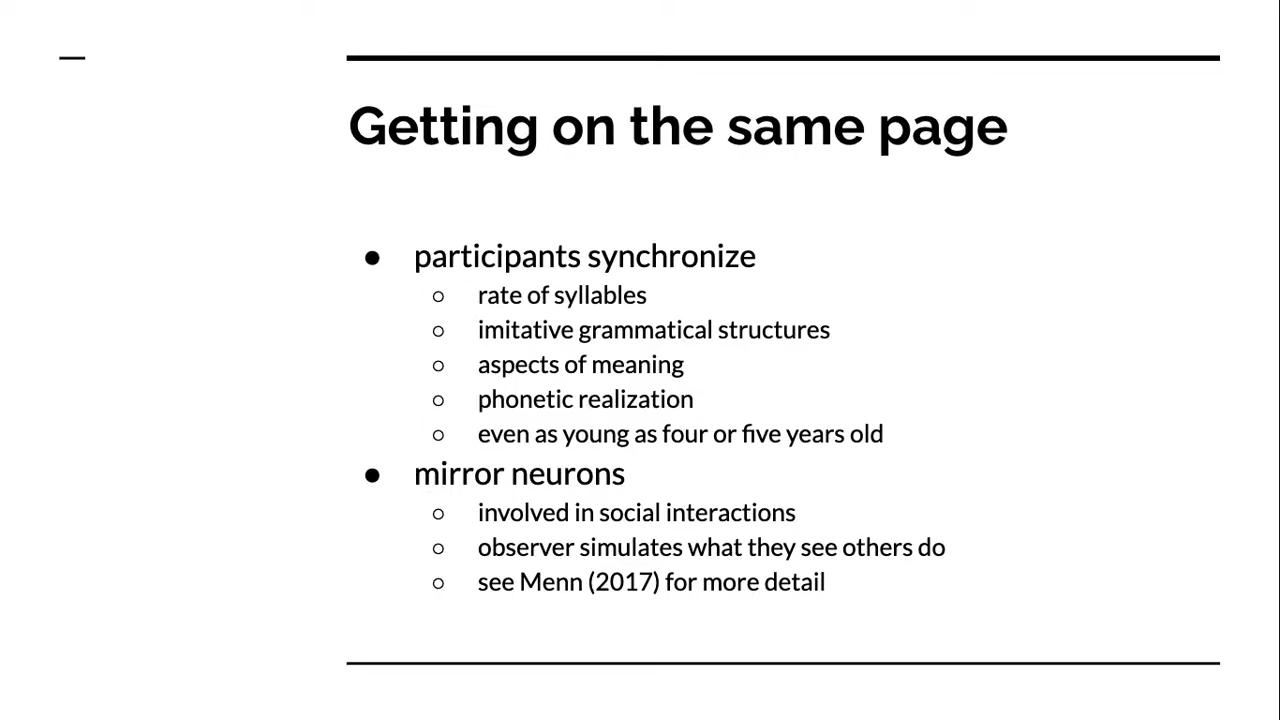 Getting on the same page
● participants synchronize
○ rate of syllables
○ imitative grammatical structures
○ aspects of meaning
○ phonetic realization
○ even as young as four or five years old
● mirror neurons
○ involved in social interactions
○ observer simulates what they see others do
○ see Menn (2017) for more detail